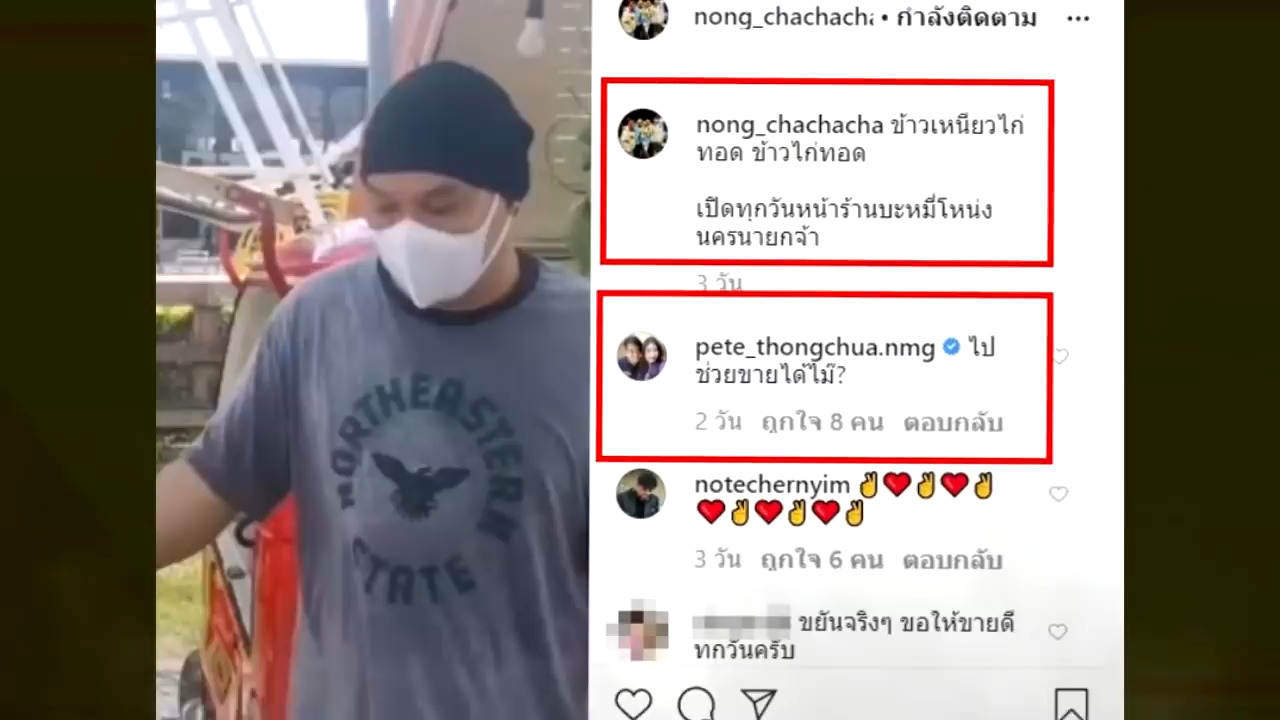 nong_chachacha • กำลังติดตาม
nong_chachacha ข้าวเหนียวไก่
ทอด ข้าวไก่ทอด
เปิดทุกวันหน้าร้านบะหมี่โหน่ง
นครนายกจ้า
3 วัน
pete_thongchua.nmg ไป
ช่วยขายได้ไม๊?
2 วัน ถูกใจ 8 คน ตอบกลับ
notechernyim ✌❤✌❤✌
❤✌❤✌❤✌
3 วัน ถูกใจ 6 คน ตอบกลับ
ขยันจริงๆ ขอให้ขายดี
ทุกวันครับ
NORTHEASTERN
STATE